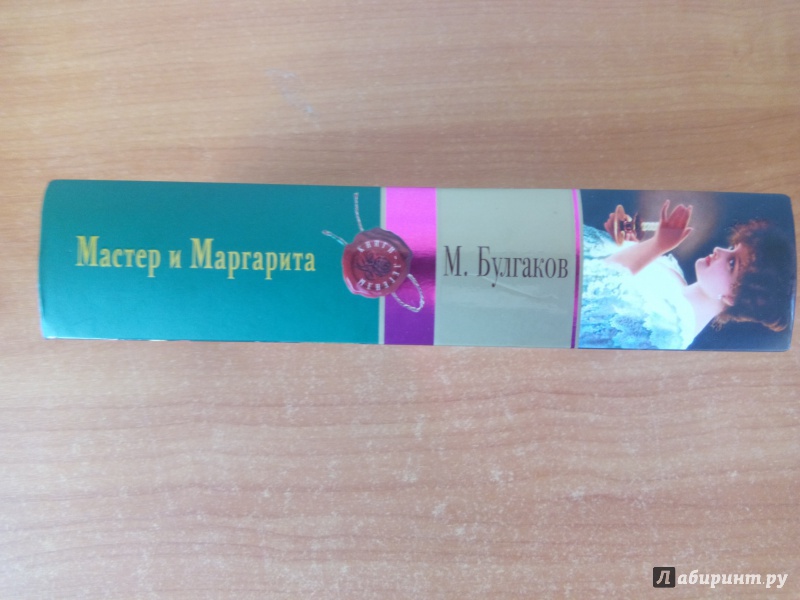 Мастер и Маргарита
М. Булгаков
Лабиринт.ру